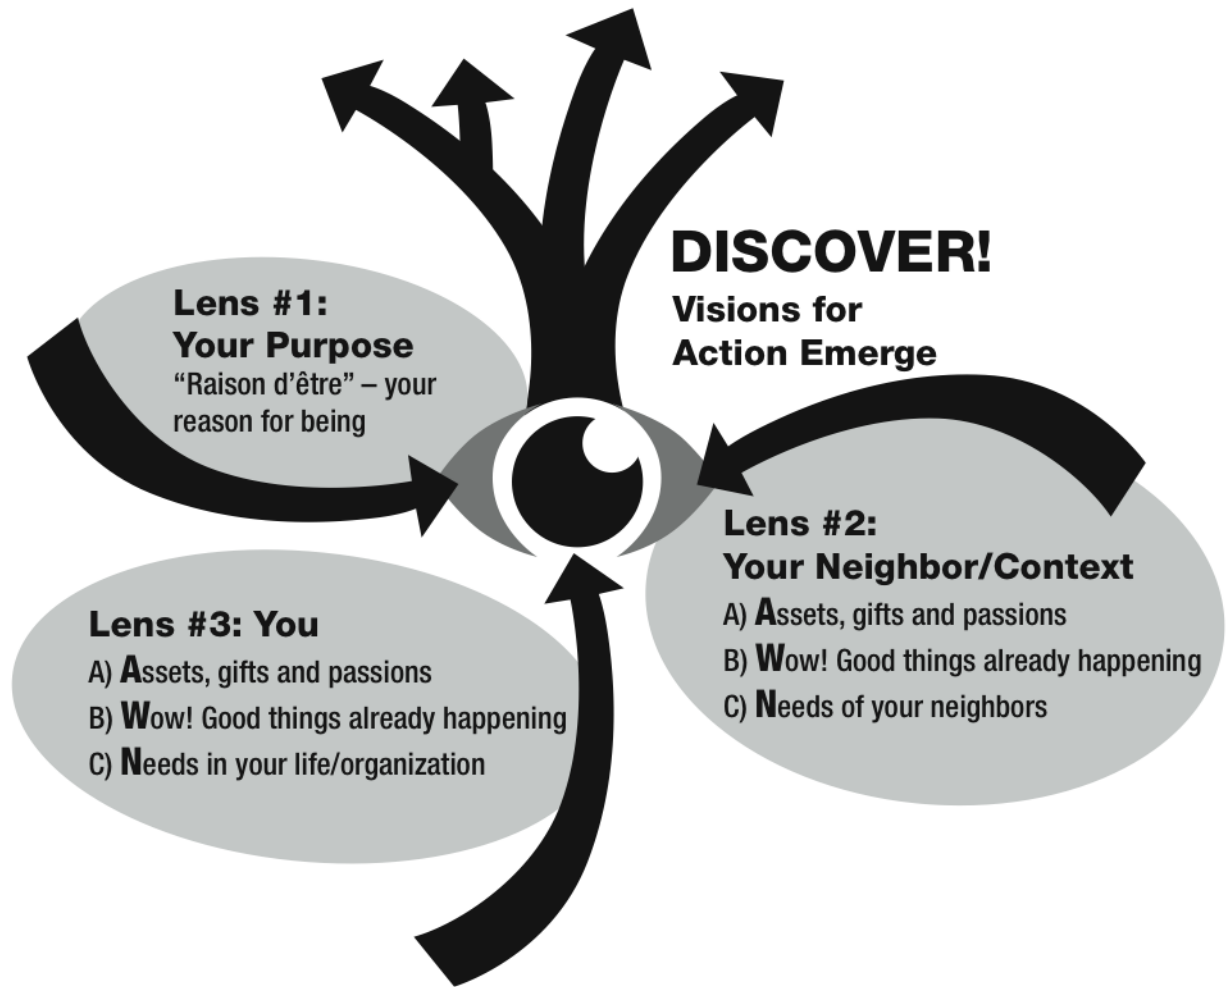 DISCOVER!
Visions for
Action Emerge
Lens #1:
Your Purpose
“Raison d’être” – your
reason for being
Lens #2:
Your Neighbor/Context
A) Assets, gifts and passions
B) Wow! Good things already happening
C) Needs of your neighbors
Lens #3: You
A) Assets, gifts and passions
B) Wow! Good things already happening
C) Needs in your life/organization